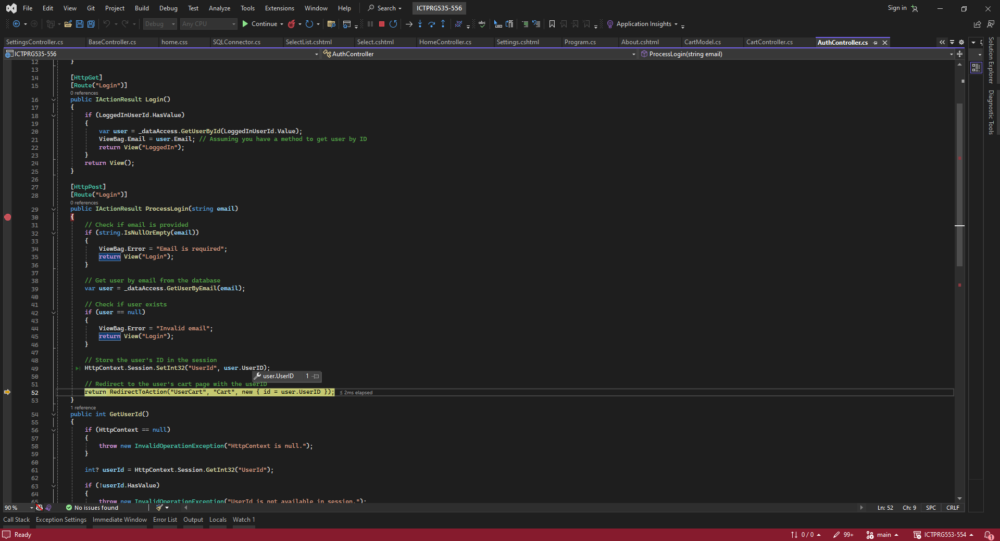 File Edit View Git Project Build Debug Test Analyze Tools Extensions Window Help Search ICTPRG535-556 Sign in
Debug Any CPU Continue abc Application Insights
SettingsController.cs BaseController.cs home.css SQLConnector.cs SelectList.cshtml Select.cshtml HomeController.cs Settings.cshtml Program.cs About.cshtml CartModel.cs CartController.cs AuthController.cs
ICTPRG535-556 AuthController ProcessLogin(string email)
Solution Explorer
Diagnostic Tools
12 }
13
14 [HttpGet]
15 [Route("Login")]
0 references
16 public IActionResult Login()
17 {
18 if (LoggedInUserId.HasValue)
19 {
20 var user = _dataAccess.GetUserById(LoggedInUserId.Value);
21 ViewBag.Email = user.Email; // Assuming you have a method to get user by ID
22 return View("LoggedIn");
23 }
24 return View();
25 }
26
27 [HttpPost]
28 [Route("Login")]
0 references
29 public IActionResult ProcessLogin(string email)
30 {
31 // Check if email is provided
32 if (string.IsNullOrEmpty(email))
33 {
34 ViewBag.Error = "Email is required";
35 return View("Login");
36 }
37
38 // Get user by email from the database
39 var user = _dataAccess.GetUserByEmail(email);
40
41 // Check if user exists
42 if (user == null)
43 {
44 ViewBag.Error = "Invalid email";
45 return View("Login");
46 }
47
48 // Store the user's ID in the session
49 HttpContext.Session.SetInt32("UserId", user.UserID);
50 user.UserID 1
51 // Redirect to the user's cart page with the userID
52 return RedirectToAction("UserCart", "Cart", new { id = user.UserID }); ≤ 2ms elapsed
53 }
1 reference
54 public int GetUserId()
55 {
56 if (HttpContext == null)
57 {
58 throw new InvalidOperationException("HttpContext is null.");
59 }
60
61 int? userId = HttpContext.Session.GetInt32("UserId");
62
63 if (!userId.HasValue)
64 {
65 throw new InvalidOperationException("UserId is not available in session.");
90 % No issues found Ln: 52 Ch: 9 SPC CRLF
Call Stack Exception Settings Immediate Window Error List Output Locals Watch 1
Ready 0 / 0 99+ main ICTPRG553-554 1